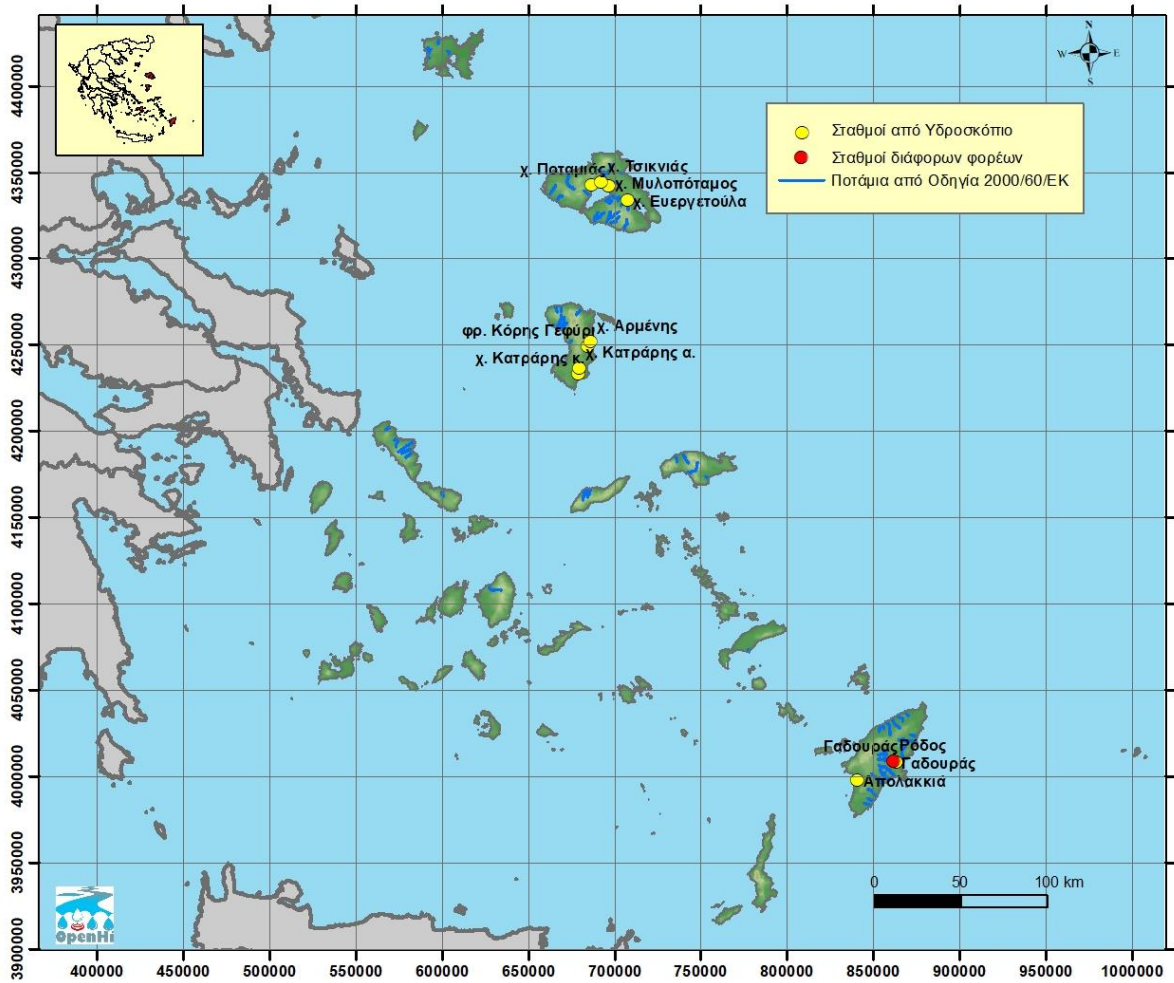 N
W E
S
Σταθμοί από Υδροσκόπιο
Σταθμοί διάφορων φορέων
Ποτάμια από Οδηγία 2000/60/ΕΚ
χ. Ποταμιάς
χ. Τσικνιάς
χ. Μυλοπόταμος
χ. Ευεργετούλα
φρ. Κόρης Γεφύρι
χ. Αρμένης
χ. Κατράρης κ.
χ. Κατράρης α.
Γαδουράς Ρόδος
Γαδουράς
Απολακκιά
0 50 100 km
OpenHi
4400000
4350000
4300000
4250000
4200000
4150000
4100000
4050000
4000000
3950000
3900000
400000 450000 500000 550000 600000 650000 700000 750000 800000 850000 900000 950000 1000000